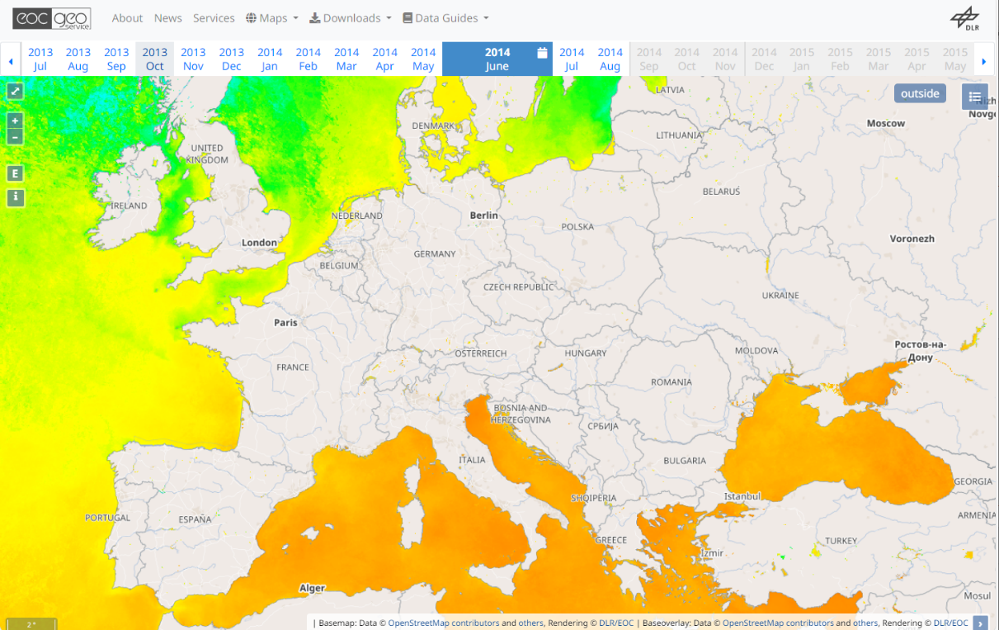 eoc geo service
About News Services Maps Downloads Data Guides
DLR
2013 2013 2013 2013 2013 2013 2014 2014 2014 2014 2014 2014 2014 2014 2014 2014 2014 2014 2015 2015 2015 2015 2015
Jul Aug Sep Oct Nov Dec Jan Feb Mar Apr May June Jul Aug Sep Oct Nov Dec Jan Feb Mar Apr May
LATVIA
outside
DENMARK
Moscow
Novgo
LITHUANIA
UNITED
KINGDOM
E
IRELAND
BELARUS
NEDERLAND
Berlin
POLSKA
London
Voronezh
GERMANY
BELGIUM
CZECH REPUBLIC
UKRAINE
Paris
Ростов-на-
Дону
ÖSTERREICH
HUNGARY
MOLDOVA
FRANCE
ROMANIA
BOSNIA AND
HERZEGOVINA
СРБИЈА
ITALIA
BULGARIA
GEORGIA
SHQIPERIA
Istanbul
PORTUGAL
ESPAÑA
ARMENIA
GREECE
TURKEY
Izmir
Alger
Mosul
2 °
| Basemap: Data © OpenStreetMap contributors and others, Rendering © DLR/EOC | Baseoverlay: Data © OpenStreetMap contributors and others, Rendering © DLR/EOC